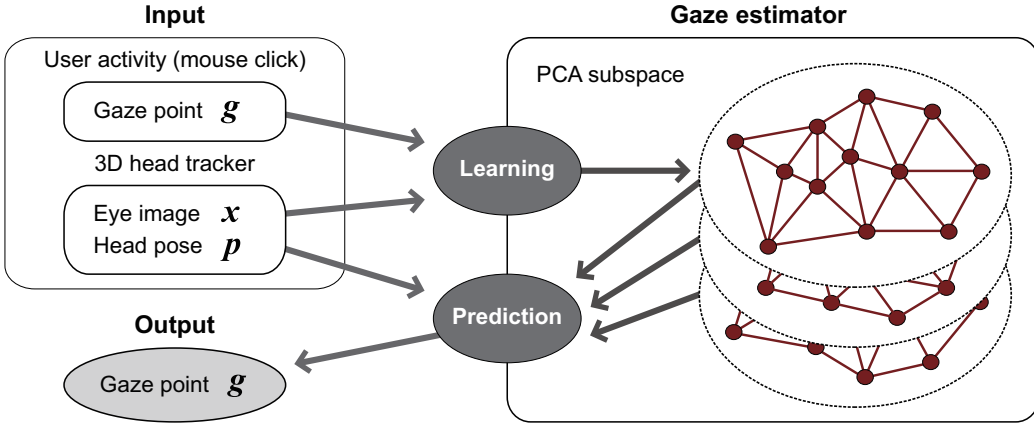 Input
User activity (mouse click)
Gaze point g
3D head tracker
Eye image x
Head pose p
Output
Gaze point g
Learning
Prediction
Gaze estimator
PCA subspace